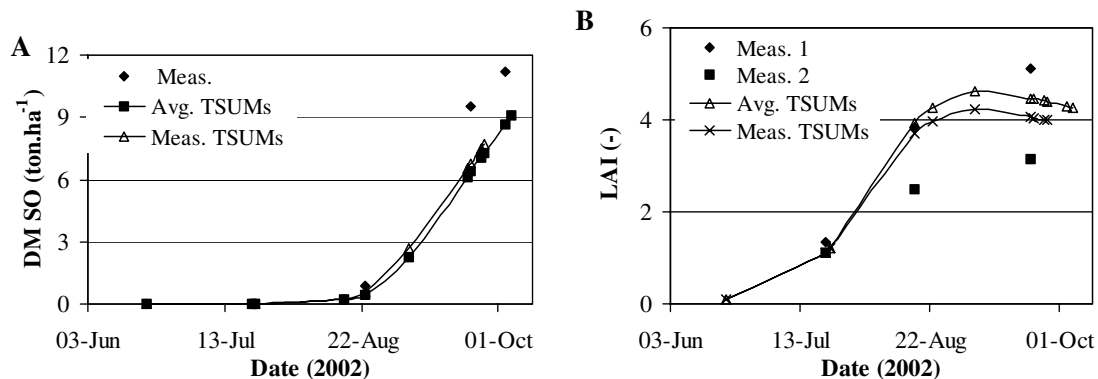 A
DM SO (ton.ha-1)
12
9
6
3
0
Meas.
Avg. TSUMs
Meas. TSUMs
03-Jun 13-Jul 22-Aug 01-Oct
Date (2002)
B
LAI (-)
6
4
2
0
Meas. 1
Meas. 2
Avg. TSUMs
Meas. TSUMs
03-Jun 13-Jul 22-Aug 01-Oct
Date (2002)